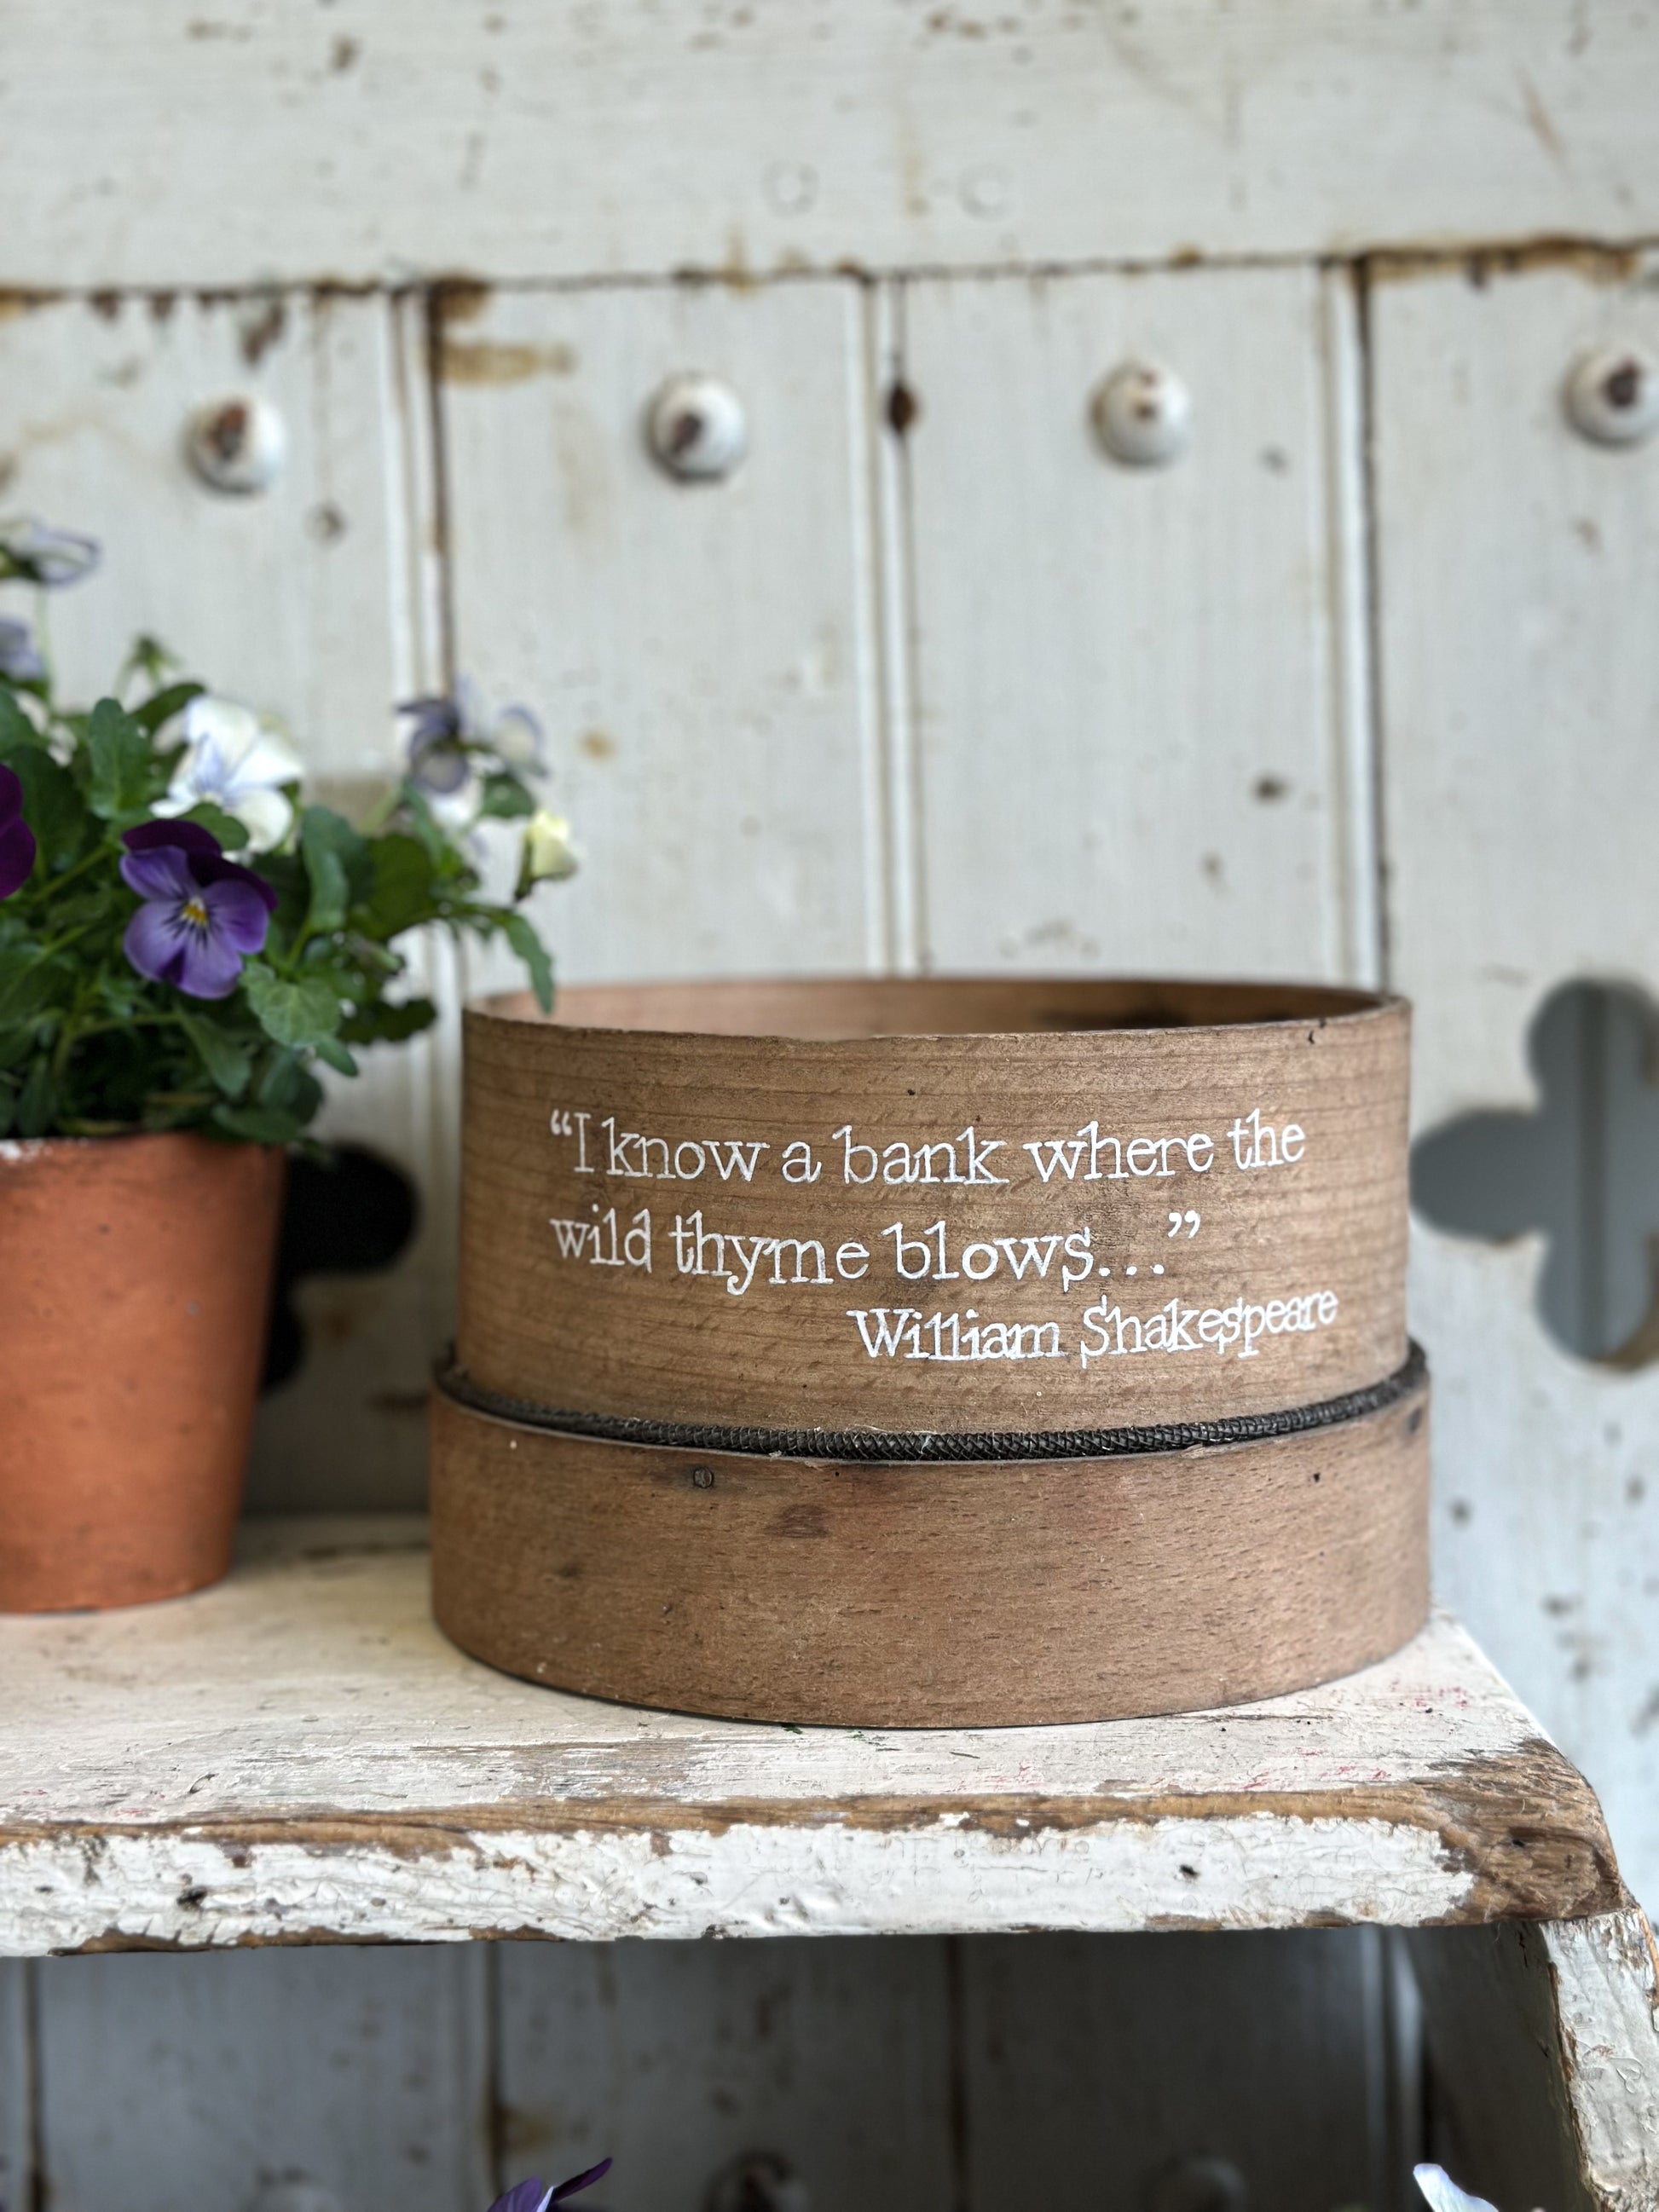 “I know a bank where the
wild thyme blows...”
William Shakespeare